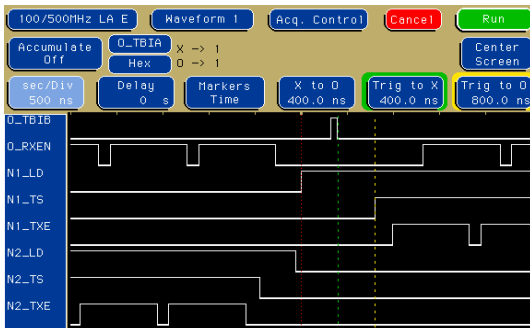 100/500MHz LA E Waveform 1 Acq. Control Cancel Run
Accumulate Off O_TBIA X -> 1 Center Screen
Hex O -> 1
sec/Div Delay Markers X to O Trig to X Trig to O
500 ns 0 s Time 400.0 ns 400.0 ns 800.0 ns
O_TBIB
O_RXEN
N1_LD
N1_TS
N1_TXE
N2_LD
N2_TS
N2_TXE